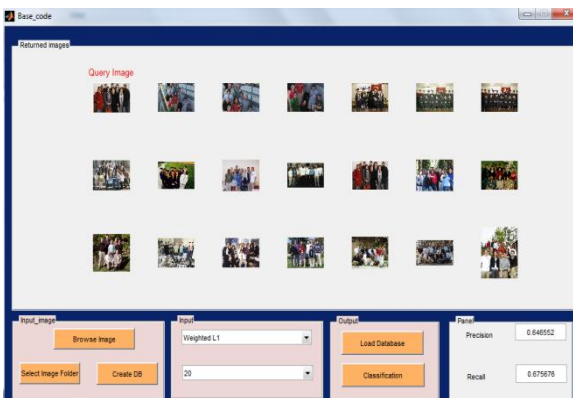 Base_code
Returned images
Query Image
Input_image
Browse Image
Select Image Folder
Create DB
Input
Weighted L1
20
Output
Load Database
Classification
Panel
Precision
0.646552
Recall
0.675676